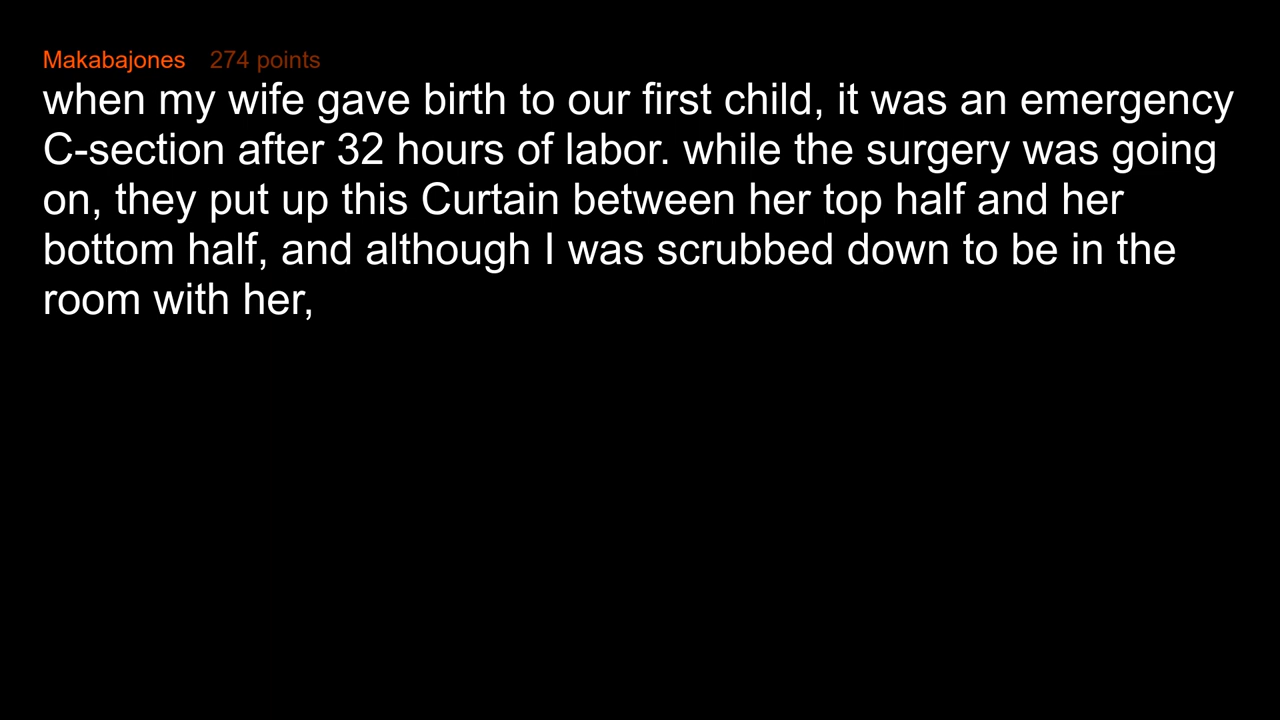 Makabajones 274 points
when my wife gave birth to our first child, it was an emergency
C-section after 32 hours of labor. while the surgery was going
on, they put up this Curtain between her top half and her
bottom half, and although I was scrubbed down to be in the
room with her,